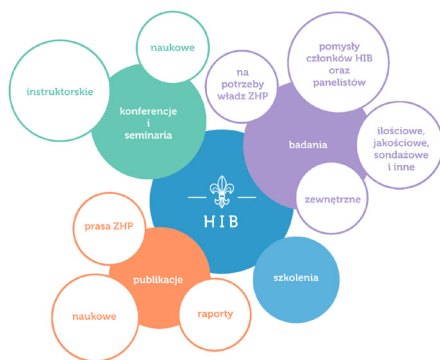 naukowe
instruktorskie
konferencje
i
seminaria
na
potrzeby
władz ZHP
pomysły
członków HIB
oraz
panelistów
badania
ilościowe,
jakościowe,
sondażowe
i inne
zewnętrzne
HIB
prasa ZHP
publikacje
naukowe
raporty
szkolenia